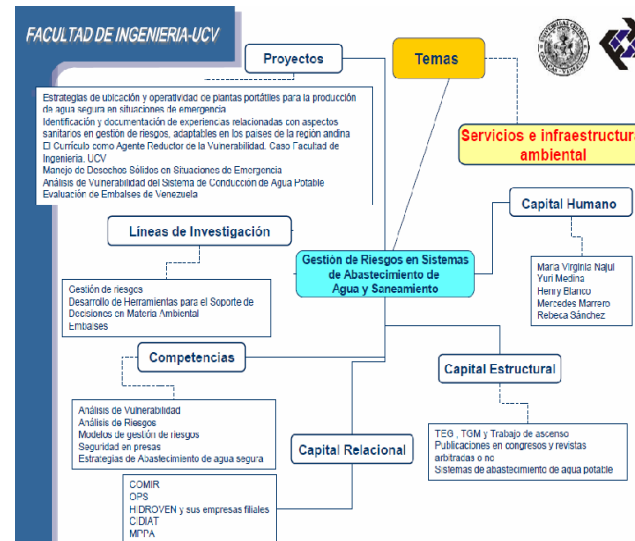 FACULTAD DE INGENIERIA-UCV
Proyectos
Temas
Estrategias de ubicación y operatividad de plantas portátiles para la producción
de agua segura en situaciones de emergencia
Identificación y documentación de experiencias relacionadas con aspectos
sanitarios en gestión de riesgos, adaptables en los países de la región andina
El Currículo como Agente Reductor de la Vulnerabilidad. Caso Facultad de
Ingeniería. UCV
Manejo de Desechos Sólidos en Situaciones de Emergencia
Análisis de Vulnerabilidad del Sistema de Conducción de Agua Potable
Evaluación de Embalses de Venezuela
Servicios e infraestructura
ambiental
Capital Humano
Líneas de Investigación
Gestión de Riesgos en Sistemas
de Abastecimiento de
Agua y Saneamiento
Maria Virginia Najul
Yuri Medina
Henry Blanco
Mercedes Marrero
Rebeca Sánchez
Gestión de riesgos
Desarrollo de Herramientas para el Soporte de
Decisiones en Materia Ambiental
Embalses
Competencias
Capital Estructural
Análisis de Vulnerabilidad
Análisis de Riesgos
Modelos de gestión de riesgos
Seguridad en presas
Estrategias de Abastecimiento de agua segura
Capital Relacional
TEG , TGM y Trabajo de ascenso
Publicaciones en congresos y revistas
arbitradas o no
Sistemas de abastecimiento de agua potable
COMIR
OPS
HIDROVEN y sus empresas filiales
CIDIAT
MPPA